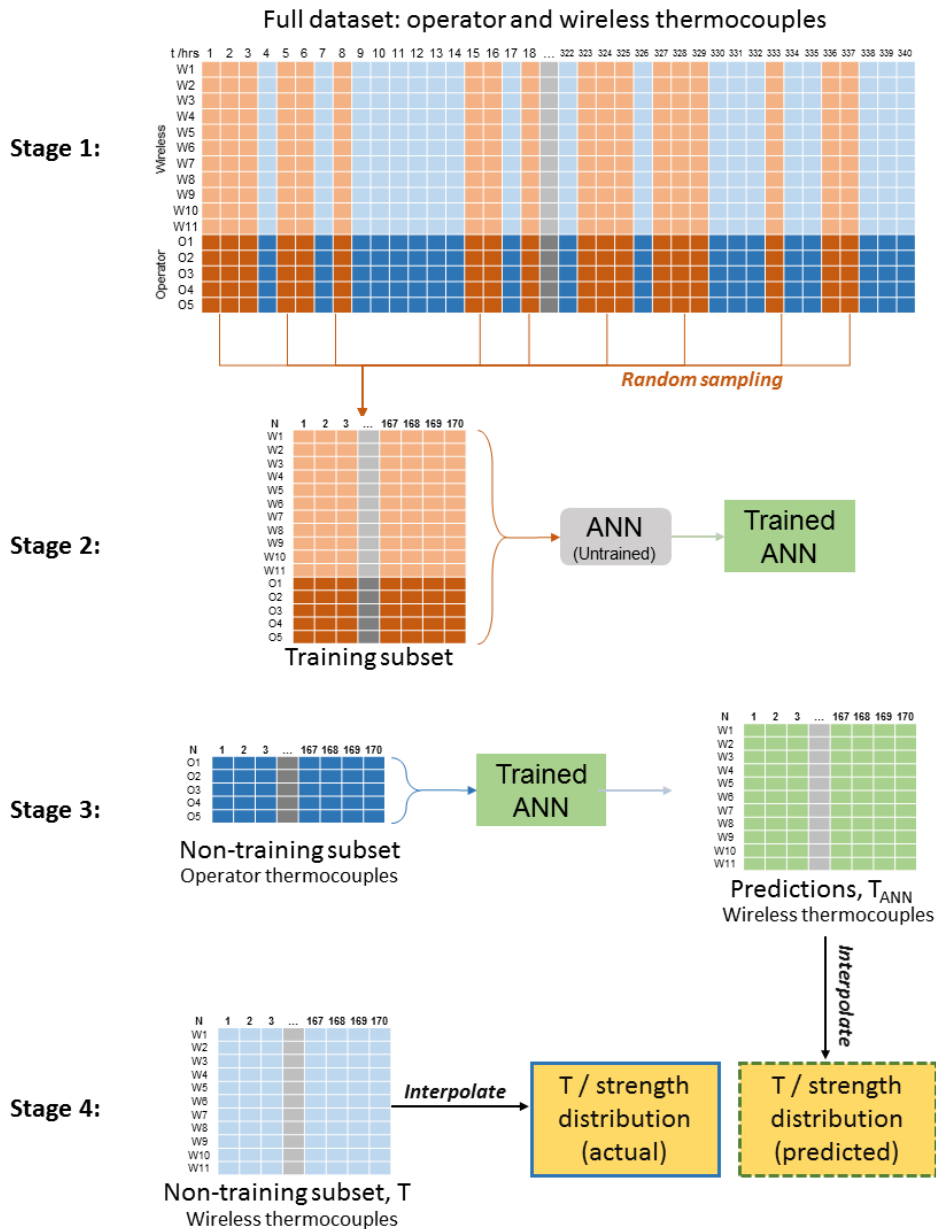 Full dataset: operator and wireless thermocouples
t /hrs 1 2 3 4 5 6 7 8 9 10 11 12 13 14 15 16 17 18 ... 322 323 324 325 326 327 328 329 330 331 332 333 334 335 336 337 338 339 340
Stage 1:
Wireless
W1
W2
W3
W4
W5
W6
W7
W8
W9
W10
W11
Operator
O1
O2
O3
O4
O5
Random sampling
Stage 2:
N 1 2 3 ... 167 168 169 170
W1
W2
W3
W4
W5
W6
W7
W8
W9
W10
W11
O1
O2
O3
O4
O5
Training subset
ANN
(Untrained)
Trained
ANN
Stage 3:
N 1 2 3 ... 167 168 169 170
O1
O2
O3
O4
O5
Non-training subset
Operator thermocouples
Trained
ANN
N 1 2 3 ... 167 168 169 170
W1
W2
W3
W4
W5
W6
W7
W8
W9
W10
W11
Predictions, TANN
Wireless thermocouples
Interpolate
Stage 4:
N 1 2 3 ... 167 168 169 170
W1
W2
W3
W4
W5
W6
W7
W8
W9
W10
W11
Non-training subset, T
Wireless thermocouples
Interpolate
T / strength
distribution
(actual)
T / strength
distribution
(predicted)